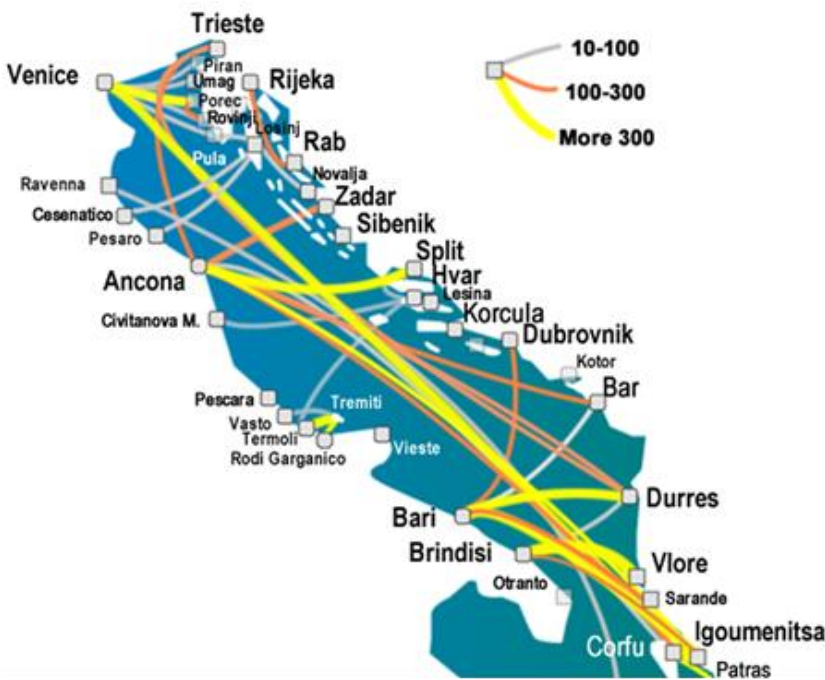 Trieste
Venice
Piran
Umag
Porec
Rovinji
Rijeka
Losinj
Pula
Rab
Novalja
Ravenna
Zadar
Cesenatico
Pesaro
Sibenik
Ancona
Split
Hvar
Lesina
Civitanova M.
Korcula
Dubrovnik
Kotor
Bar
Pescara
Tremiti
Vasto
Termoli
Rodi Garganico
Vieste
Bari
Durres
Brindisi
Vlore
Otranto
Sarande
Igoumenitsa
Corfu
Patras
10-100
100-300
More 300